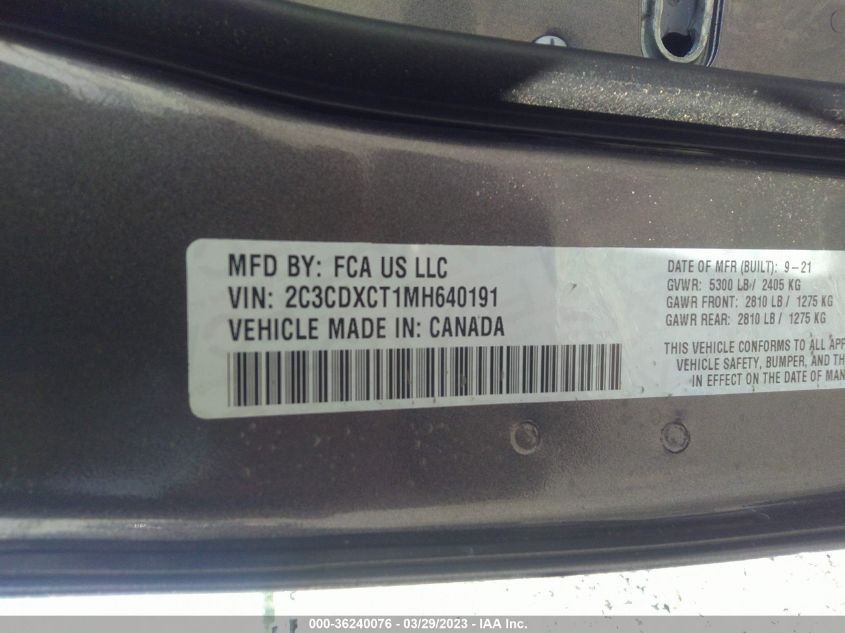 MFD BY: FCA US LLC
VIN: 2C3CDXCT1MH640191
VEHICLE MADE IN: CANADA
DATE OF MFR (BUILT): 9-21
GVWR: 5300 LB / 2405 KG
GAWR FRONT: 2810 LB / 1275 KG
GAWR REAR: 2810 LB / 1275 KG
THIS VEHICLE CONFORMS TO ALL APP
VEHICLE SAFETY, BUMPER, AND TH
IN EFFECT ON THE DATE OF MAN
000-36240076 - 03/29/2023 - IAA Inc.